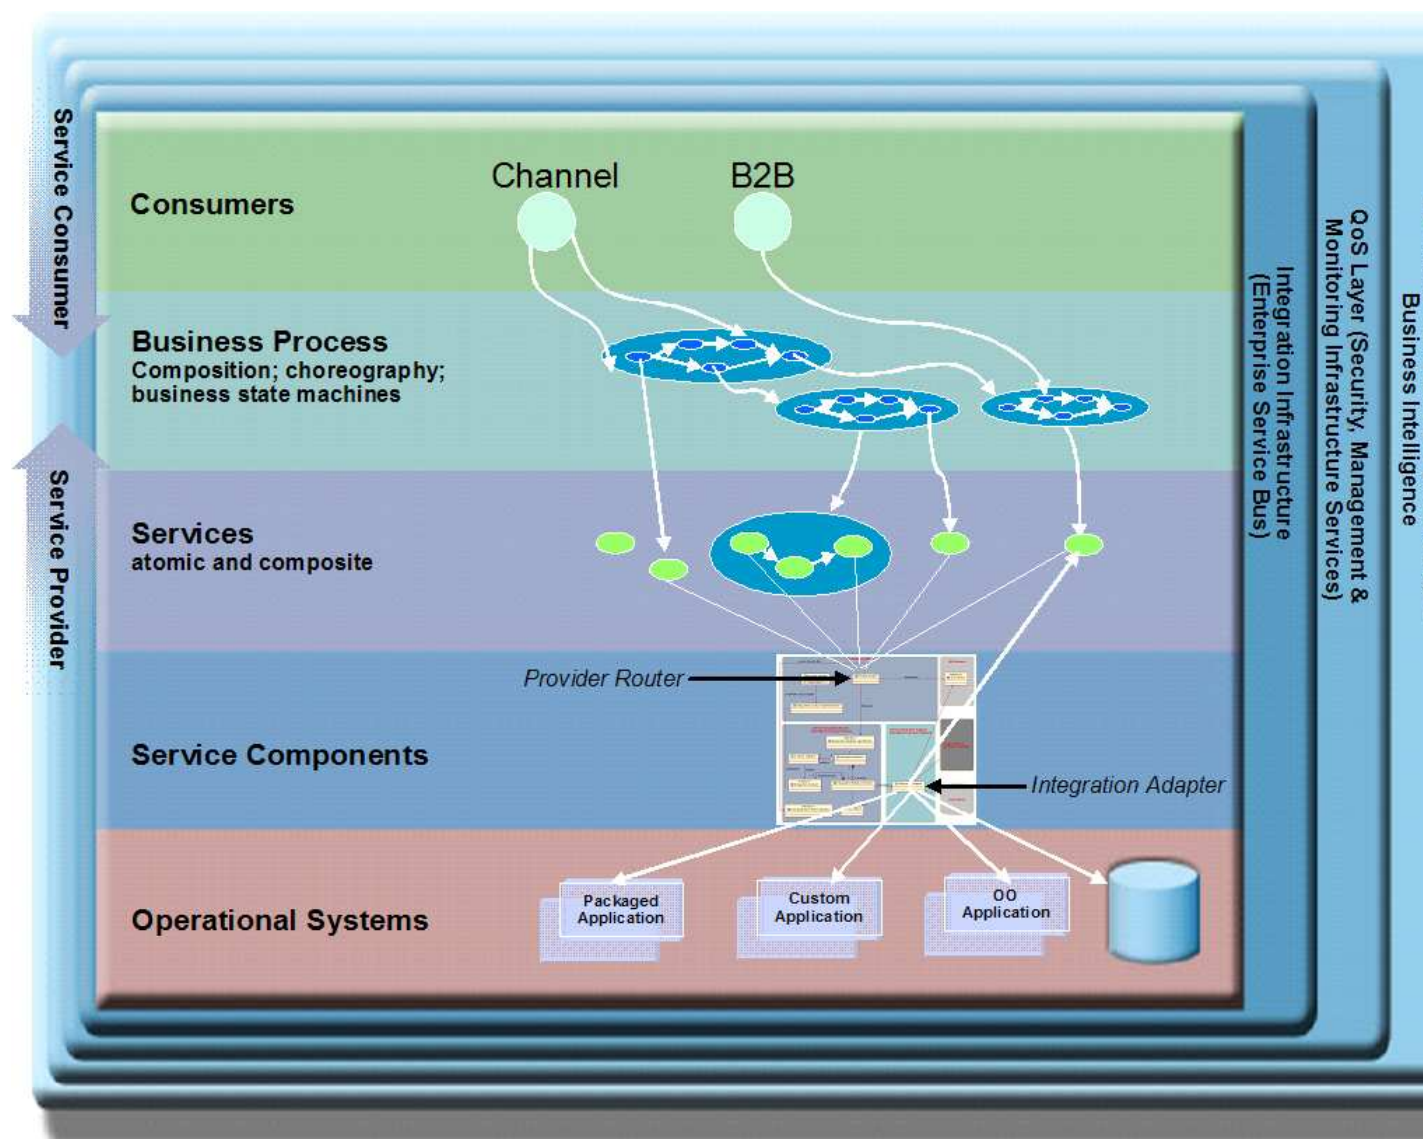 Channel
B2B
Consumers
Service Consumer
Business Process
Composition; choreography;
business state machines
Service Provider
Services
atomic and composite
Provider Router
Service Components
Integration Adapter
Operational Systems
Packaged
Application
Custom
Application
OO
Application
Integration Infrastructure
(Enterprise Service Bus)
QoS Layer (Security, Management &
Monitoring Infrastructure Services)
Business Intelligence